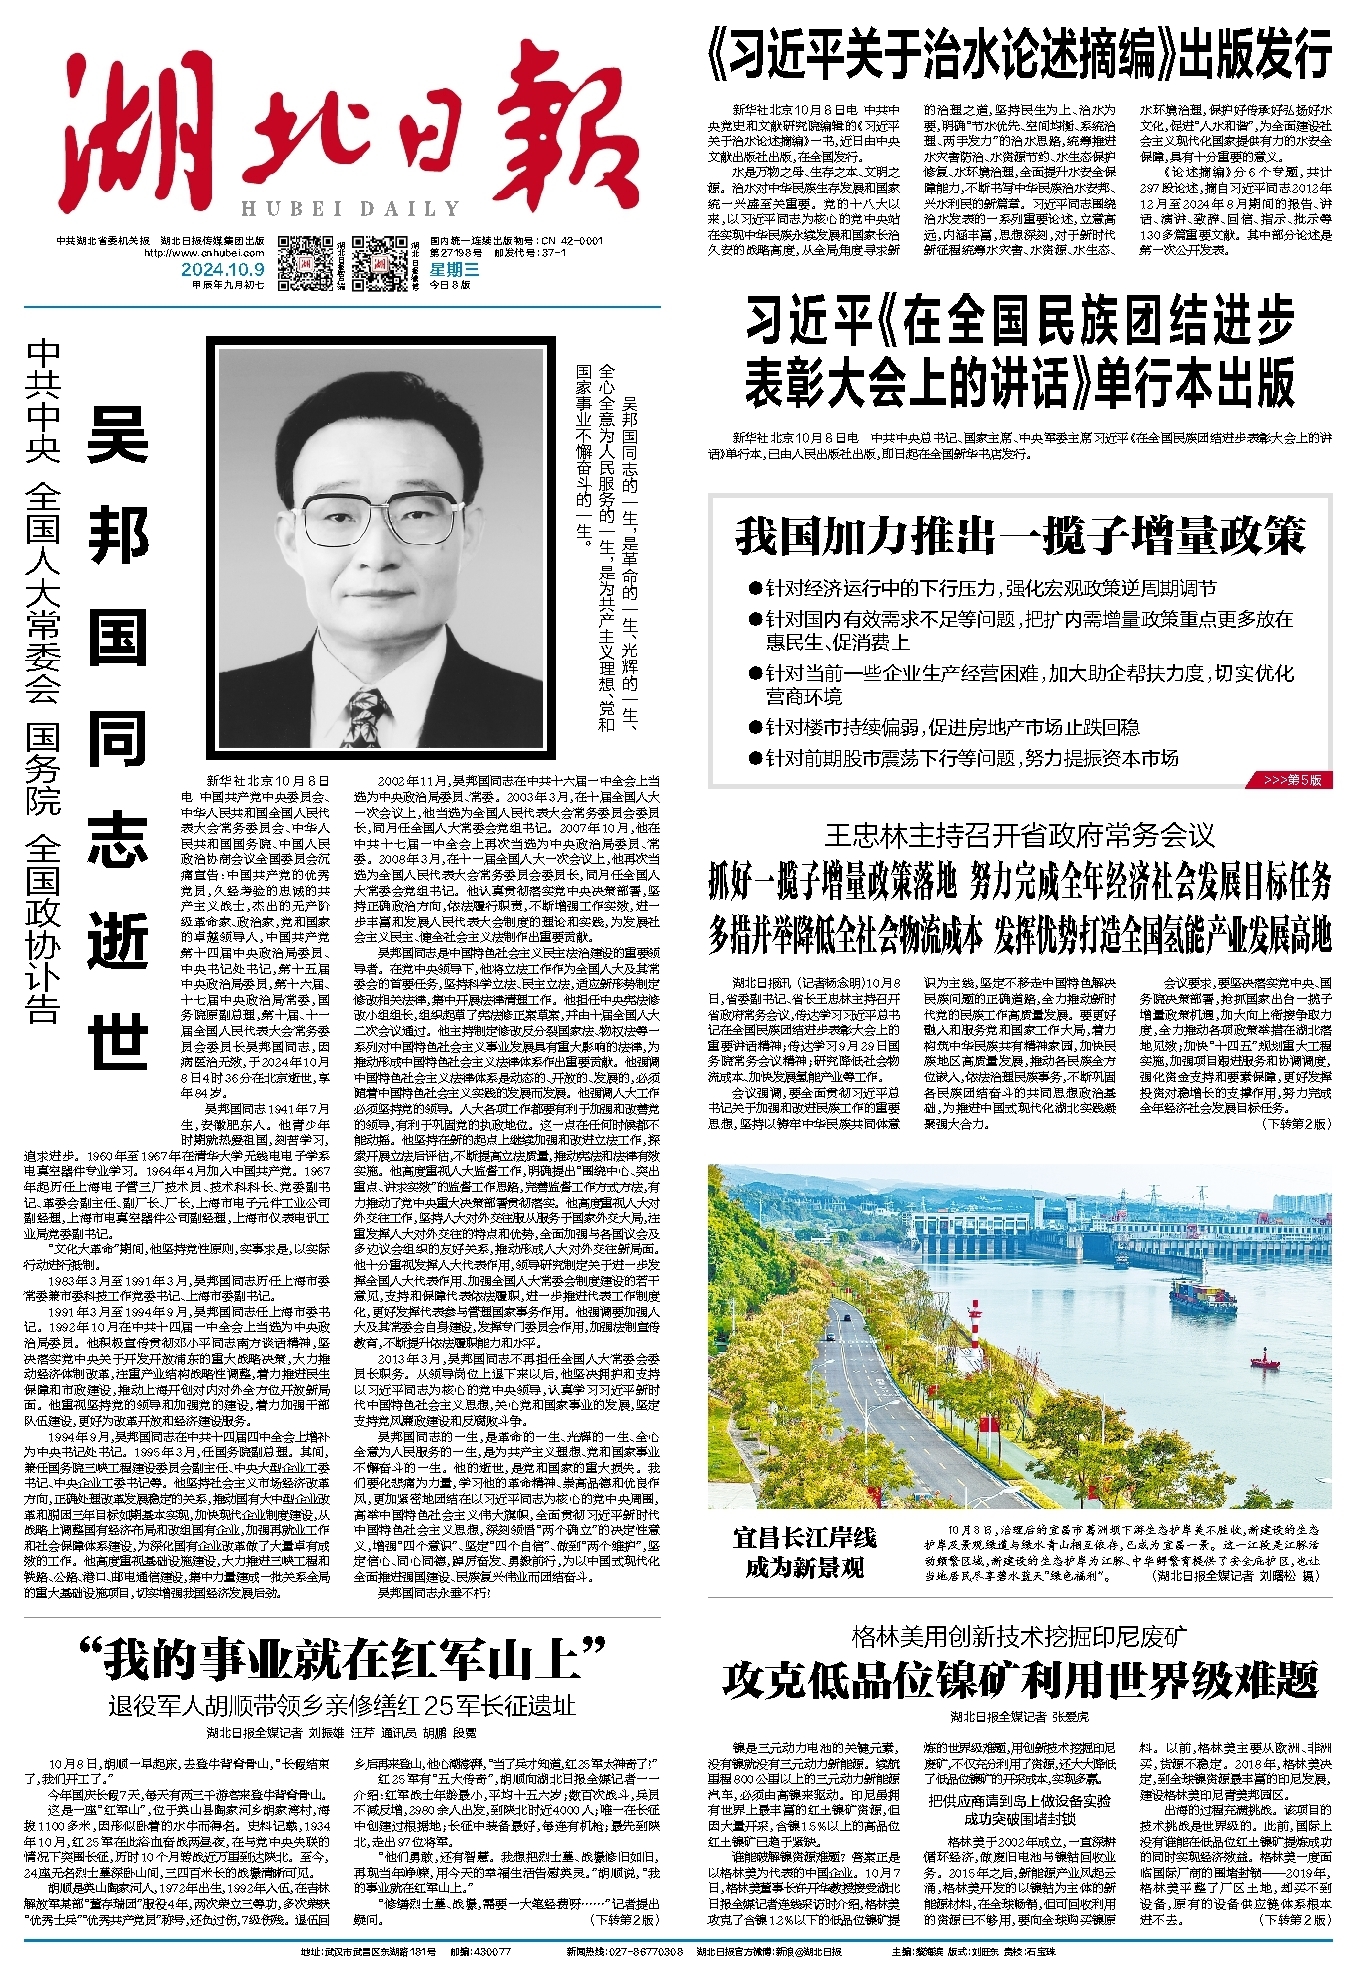 湖北日報
HUBEI DAILY
中共湖北省委机关报 湖北日报传媒集团出版
http://www.cnhubei.com
2024.10.9
甲辰年九月初七
国内统一连续出版物号:CN 42-0001
第27198号 邮发代号:37-1
星期三
今日8版
中共中央 全国人大常委会 国务院 全国政协讣告
吴邦国同志逝世
吴邦国同志的一生,是革命的一生、光辉的一生、
全心全意为人民服务的一生,是为共产主义理想、党和
国家事业不懈奋斗的一生。
新华社北京10月8日
电 中国共产党中央委员会、
中华人民共和国全国人民代
表大会常务委员会、中华人
民共和国国务院、中国人民
政治协商会议全国委员会沉
痛宣告:中国共产党的优秀
党员,久经考验的忠诚的共
产主义战士,杰出的无产阶
级革命家、政治家,党和国家
的卓越领导人,中国共产党
第十四届中央政治局委员、
中央书记处书记,第十五届
中央政治局委员,第十六届、
十七届中央政治局常委,国
务院原副总理,第十届、十一
届全国人民代表大会常务委
员会委员长吴邦国同志,因
病医治无效,于2024年10月
8日4时36分在北京逝世,享
年84岁。
吴邦国同志1941年7月
生,安徽肥东人。他青少年
时期就热爱祖国,刻苦学习,
追求进步。1960年至1967年在清华大学无线电电子学系
电真空器件专业学习。1964年4月加入中国共产党。1967
年起历任上海电子管三厂技术员、技术科科长、党委副书
记、革委会副主任、副厂长、厂长,上海市电子元件工业公司
副经理,上海市电真空器件公司副经理,上海市仪表电讯工
业局党委副书记。
“文化大革命”期间,他坚持党性原则,实事求是,以实际
行动进行抵制。
1983年3月至1991年3月,吴邦国同志历任上海市委
常委兼市委科技工作党委书记、上海市委副书记。
1991年3月至1994年9月,吴邦国同志任上海市委书
记。1992年10月在中共十四届一中全会上当选为中央政
治局委员。他积极宣传贯彻邓小平同志南方谈话精神,坚
决落实党中央关于开发开放浦东的重大战略决策,大力推
动经济体制改革,注重产业结构战略性调整,着力推进民生
保障和市政建设,推动上海开创对内对外全方位开放新局
面。他重视坚持党的领导和加强党的建设,着力加强干部
队伍建设,更好为改革开放和经济建设服务。
1994年9月,吴邦国同志在中共十四届四中全会上增补
为中央书记处书记。1995年3月,任国务院副总理。其间,
兼任国务院三峡工程建设委员会副主任、中央大型企业工委
书记、中央企业工委书记等。他坚持社会主义市场经济改革
方向,正确处理改革发展稳定的关系,推动国有大中型企业改
革和脱困三年目标如期基本实现,加快现代企业制度建设,从
战略上调整国有经济布局和改组国有企业,加强再就业工作
和社会保障体系建设,为深化国有企业改革做了大量卓有成
效的工作。他高度重视基础设施建设,大力推进三峡工程和
铁路、公路、港口、邮电通信建设,集中力量建成一批关系全局
的重大基础设施项目,切实增强我国经济发展后劲。
2002年11月,吴邦国同志在中共十六届一中全会上当
选为中央政治局委员、常委。2003年3月,在十届全国人大
一次会议上,他当选为全国人民代表大会常务委员会委员
长,同月任全国人大常委会党组书记。2007年10月,他在
中共十七届一中全会上再次当选为中央政治局委员、常
委。2008年3月,在十一届全国人大一次会议上,他再次当
选为全国人民代表大会常务委员会委员长,同月任全国人
大常委会党组书记。他认真贯彻落实党中央决策部署,坚
持正确政治方向,依法履行职责,不断增强工作实效,进一
步丰富和发展人民代表大会制度的理论和实践,为发展社
会主义民主、健全社会主义法制作出重要贡献。
吴邦国同志是中国特色社会主义民主法治建设的重要领
导者。在党中央领导下,他将立法工作作为全国人大及其常
委会的首要任务,坚持科学立法、民主立法,适应新形势制定
修改相关法律,集中开展法律清理工作。他担任中央宪法修
改小组组长,组织起草了宪法修正案草案,并由十届全国人大
二次会议通过。他主持制定修改反分裂国家法、物权法等一
系列对中国特色社会主义事业发展具有重大影响的法律,为
推动形成中国特色社会主义法律体系作出重要贡献。他强调
中国特色社会主义法律体系是动态的、开放的、发展的,必须
随着中国特色社会主义实践的发展而发展。他强调人大工作
必须坚持党的领导。人大各项工作都要有利于加强和改善党
的领导,有利于巩固党的执政地位。这一点在任何时候都不
能动摇。他坚持在新的起点上继续加强和改进立法工作,探
索开展立法后评估,不断提高立法质量,推动宪法和法律有效
实施。他高度重视人大监督工作,明确提出“围绕中心、突出
重点、讲求实效”的监督工作思路,完善监督工作方式方法,有
力推动了党中央重大决策部署贯彻落实。他高度重视人大对
外交往工作,坚持人大对外交往服从服务于国家外交大局,注
重发挥人大对外交往的特点和优势,全面加强与各国议会及
多边议会组织的友好关系,推动形成人大对外交往新局面。
他十分重视发挥人大代表作用,领导研究制定关于进一步发
挥全国人大代表作用、加强全国人大常委会制度建设的若干
意见,支持和保障代表依法履职,进一步推进代表工作制度
化,更好发挥代表参与管理国家事务作用。他强调要加强人
大及其常委会自身建设,发挥专门委员会作用,加强法制宣传
教育,不断提升依法履职能力和水平。
2013年3月,吴邦国同志不再担任全国人大常委会委
员长职务。从领导岗位上退下来以后,他坚决拥护和支持
以习近平同志为核心的党中央领导,认真学习习近平新时
代中国特色社会主义思想,关心党和国家事业的发展,坚定
支持党风廉政建设和反腐败斗争。
吴邦国同志的一生,是革命的一生、光辉的一生、全心
全意为人民服务的一生,是为共产主义理想、党和国家事业
不懈奋斗的一生。他的逝世,是党和国家的重大损失。我
们要化悲痛为力量,学习他的革命精神、崇高品德和优良作
风,更加紧密地团结在以习近平同志为核心的党中央周围,
高举中国特色社会主义伟大旗帜,全面贯彻习近平新时代
中国特色社会主义思想,深刻领悟“两个确立”的决定性意
义,增强“四个意识”、坚定“四个自信”、做到“两个维护”,坚
定信心、同心同德,踔厉奋发、勇毅前行,为以中国式现代化
全面推进强国建设、民族复兴伟业而团结奋斗。
吴邦国同志永垂不朽!
《习近平关于治水论述摘编》出版发行
新华社北京10月8日电 中共中
央党史和文献研究院编辑的《习近平
关于治水论述摘编》一书,近日由中央
文献出版社出版,在全国发行。
水是万物之母、生存之本、文明之
源。治水对中华民族生存发展和国家
统一兴盛至关重要。党的十八大以
来,以习近平同志为核心的党中央站
在实现中华民族永续发展和国家长治
久安的战略高度,从全局角度寻求新
的治理之道,坚持民生为上、治水为
要,明确“节水优先、空间均衡、系统治
理、两手发力”的治水思路,统筹推进
水灾害防治、水资源节约、水生态保护
修复、水环境治理,全面提升水安全保
障能力,不断书写中华民族治水安邦、
兴水利民的新篇章。习近平同志围绕
治水发表的一系列重要论述,立意高
远,内涵丰富,思想深刻,对于新时代
新征程统筹水灾害、水资源、水生态、
水环境治理,保护好传承好弘扬好水
文化,促进“人水和谐”,为全面建设社
会主义现代化国家提供有力的水安全
保障,具有十分重要的意义。
《论述摘编》分6个专题,共计
297段论述,摘自习近平同志2012年
12月至2024年8月期间的报告、讲
话、演讲、致辞、回信、指示、批示等
130多篇重要文献。其中部分论述是
第一次公开发表。
习近平《在全国民族团结进步
表彰大会上的讲话》单行本出版
新华社北京10月8日电 中共中央总书记、国家主席、中央军委主席习近平《在全国民族团结进步表彰大会上的讲
话》单行本,已由人民出版社出版,即日起在全国新华书店发行。
我国加力推出一揽子增量政策
●针对经济运行中的下行压力,强化宏观政策逆周期调节
●针对国内有效需求不足等问题,把扩内需增量政策重点更多放在
惠民生、促消费上
●针对当前一些企业生产经营困难,加大助企帮扶力度,切实优化
营商环境
●针对楼市持续偏弱,促进房地产市场止跌回稳
●针对前期股市震荡下行等问题,努力提振资本市场
>>>第5版
王忠林主持召开省政府常务会议
抓好一揽子增量政策落地 努力完成全年经济社会发展目标任务
多措并举降低全社会物流成本 发挥优势打造全国氢能产业发展高地
湖北日报讯(记者杨念明)10月8
日,省委副书记、省长王忠林主持召开
省政府常务会议,传达学习习近平总书
记在全国民族团结进步表彰大会上的
重要讲话精神;传达学习9月29日国
务院常务会议精神;研究降低社会物
流成本、加快发展氢能产业等工作。
会议强调,要全面贯彻习近平总
书记关于加强和改进民族工作的重要
思想,坚持以铸牢中华民族共同体意
识为主线,坚定不移走中国特色解决
民族问题的正确道路,全力推动新时
代党的民族工作高质量发展。要更好
融入和服务党和国家工作大局,着力
构筑中华民族共有精神家园,加快民
族地区高质量发展,推动各民族全方
位嵌入,依法治理民族事务,不断巩固
各民族团结奋斗的共同思想政治基
础,为推进中国式现代化湖北实践凝
聚强大合力。
会议要求,要坚决落实党中央、国
务院决策部署,抢抓国家出台一揽子
增量政策机遇,加大向上衔接争取力
度,全力推动各项政策举措在湖北落
地见效;加快“十四五”规划重大工程
实施,加强项目跟进服务和协调调度,
强化资金支持和要素保障,更好发挥
投资对稳增长的支撑作用,努力完成
全年经济社会发展目标任务。
(下转第2版)
宜昌长江岸线
成为新景观
10月8日,治理后的宜昌市葛洲坝下游生态护岸美不胜收,新建设的生态
护岸及景观绿道与绿水青山相互依存,已成为宜昌一景。这一江段是江豚活
动频繁区域,新建设的生态护岸为江豚、中华鲟繁育提供了安全庇护区,也让
当地居民尽享碧水蓝天“绿色福利”。 (湖北日报全媒记者 刘曙松 摄)
“我的事业就在红军山上”
退役军人胡顺带领乡亲修缮红25军长征遗址
湖北日报全媒记者 刘振雄 汪芹 通讯员 胡鹏 段宽
10月8日,胡顺一早起床,去登牛背脊骨山,“长假结束
了,我们开工了。”
今年国庆长假7天,每天有两三千游客来登牛背脊骨山。
这是一座“红军山”,位于英山县陶家河乡胡家湾村,海
拔1100多米,因形似卧着的水牛而得名。史料记载,1934
年10月,红25军在此浴血奋战两昼夜,在与党中央失联的
情况下突围长征,历时10个月转战近万里到达陕北。至今,
24座无名烈士墓深卧山间,三四百米长的战壕清晰可见。
胡顺是英山陶家河人,1972年出生,1992年入伍,在吉林
解放军某部“董存瑞团”服役4年,两次荣立三等功,多次荣获
“优秀士兵”“优秀共产党员”称号,还负过伤,7级伤残。退伍回
乡后再来登山,他心潮澎湃,“当了兵才知道,红25军太神奇了!”
红25军有“五大传奇”,胡顺向湖北日报全媒记者一一
介绍:红军战士年龄最小,平均十五六岁;数百次战斗,兵员
不减反增,2980余人出发,到陕北时近4000人;唯一在长征
中创建过根据地;长征中装备最好,每连有机枪;最先到陕
北,走出97位将军。
“他们勇敢,还有智慧。我想把烈士墓、战壕修旧如旧,
再现当年峥嵘,用今天的幸福生活告慰英灵。”胡顺说,“我
的事业就在红军山上。”
“修缮烈士墓、战壕,需要一大笔经费呀……”记者提出
疑问。 (下转第2版)
格林美用创新技术挖掘印尼废矿
攻克低品位镍矿利用世界级难题
湖北日报全媒记者 张爱虎
镍是三元动力电池的关键元素,
没有镍就没有三元动力新能源。续航
里程800公里以上的三元动力新能源
汽车,必须由高镍来驱动。印尼虽拥
有世界上最丰富的红土镍矿资源,但
因大量开采,含镍1.5%以上的高品位
红土镍矿已趋于紧缺。
谁能破解镍资源难题?答案正是
以格林美为代表的中国企业。10月7
日,格林美董事长许开华教授接受湖北
日报全媒记者连线采访时介绍,格林美
攻克了含镍1.2%以下的低品位镍矿提
炼的世界级难题,用创新技术挖掘印尼
废矿,不仅充分利用了资源,还大大降低
了低品位镍矿的开采成本,实现多赢。
把供应商请到岛上做设备实验
成功突破围堵封锁
格林美于2002年成立,一直深耕
循环经济,做废旧电池与镍钴回收业
务。2015年之后,新能源产业风起云
涌,格林美开发的以镍钴为主体的新
能源材料,在全球畅销,但可回收利用
的资源已不够用,要向全球购买镍原
料。以前,格林美主要从欧洲、非洲
买,货源不稳定。2018年,格林美决
定,到全球镍资源最丰富的印尼发展,
建设格林美印尼青美邦园区。
出海的过程充满挑战。该项目的
技术挑战是世界级的。此前,国际上
没有谁能在低品位红土镍矿提炼成功
的同时实现经济效益。格林美一度面
临国际厂商的围堵封锁——2019年,
格林美平整了厂区土地,却买不到
设备,原有的设备供应链体系根本
进不去。 (下转第2版)
地址:武汉市武昌区东湖路181号 邮编:430077 新闻热线:027-86770308 湖北日报官方微博:新浪@湖北日报 主编:黎海滨 版式:刘旺东 责校:石宝珠